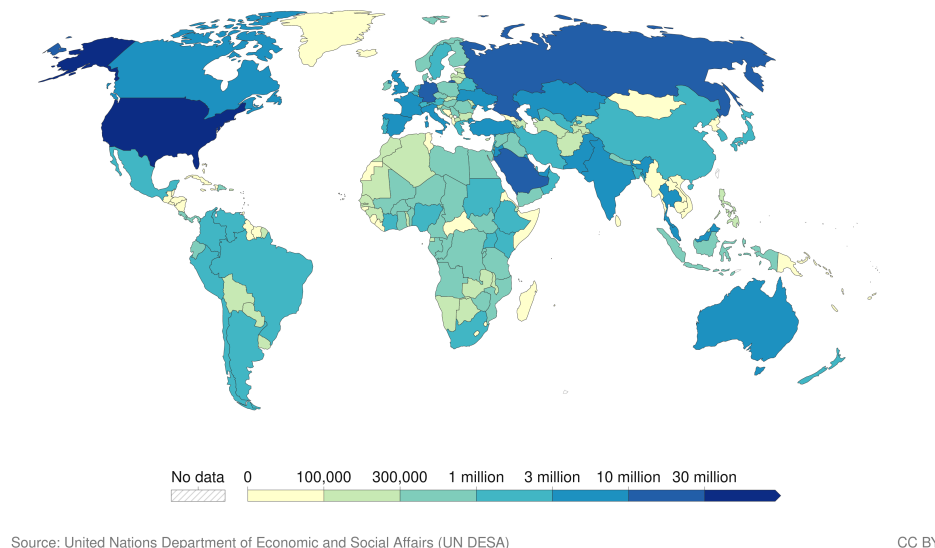 No data 0 100,000 300,000 1 million 3 million 10 million 30 million
Source: United Nations Department of Economic and Social Affairs (UN DESA) CC BY